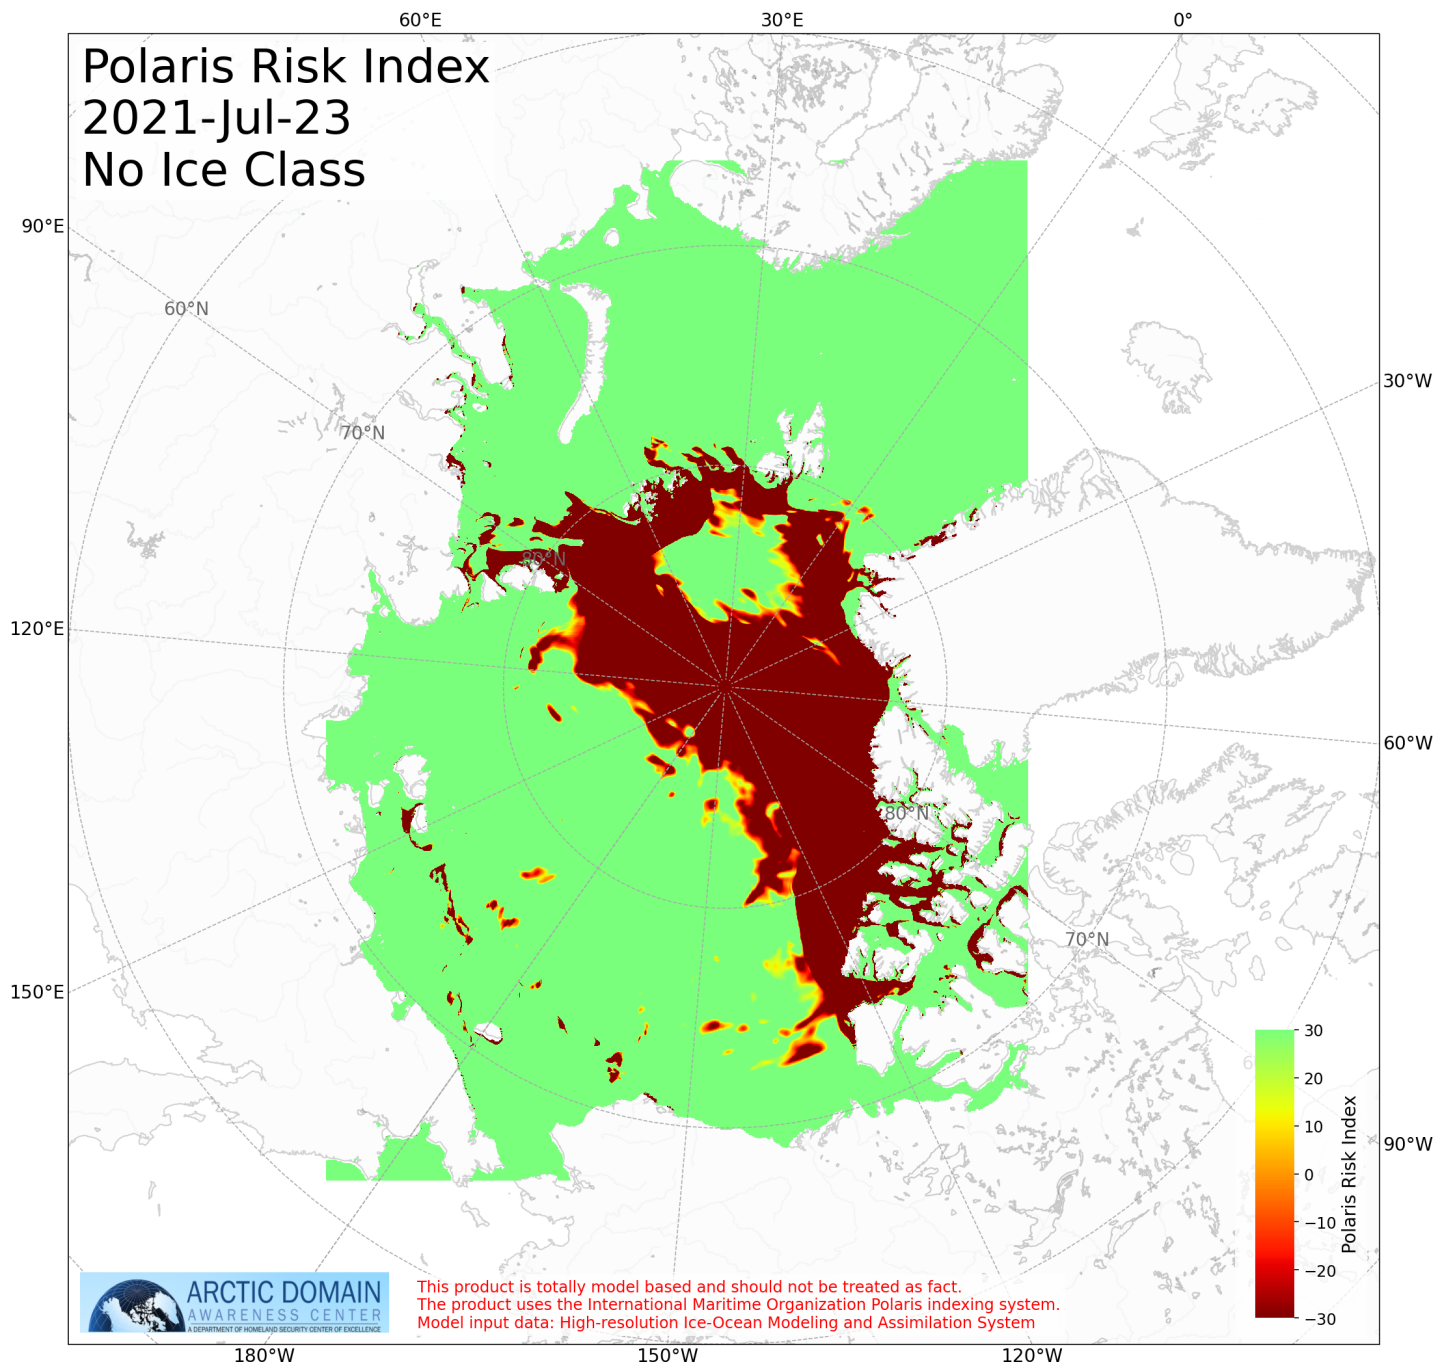 60°E 30°E 0°
Polaris Risk Index
2021-Jul-23
No Ice Class
90°E
60°N
30°W
70°N
80°N
120°E
60°W
80°N
70°N
150°E
30
20
10
0
−10
−20
−30
Polaris Risk Index
90°W
ARCTIC DOMAIN
AWARENESS CENTER
A DEPARTMENT OF HOMELAND SECURITY CENTER OF EXCELLENCE
This product is totally model based and should not be treated as fact.
The product uses the International Maritime Organization Polaris indexing system.
Model input data: High-resolution Ice-Ocean Modeling and Assimilation System
180°W 150°W 120°W